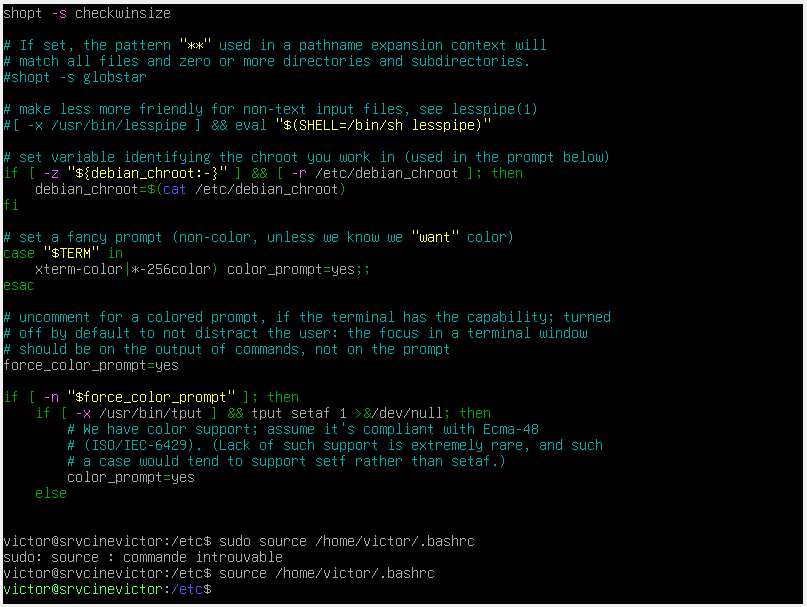 shopt -s checkwinsize

# If set, the pattern "**" used in a pathname expansion context will
# match all files and zero or more directories and subdirectories.
#shopt -s globstar

# make less more friendly for non-text input files, see lesspipe(1)
#[ -x /usr/bin/lesspipe ] && eval "$(SHELL=/bin/sh lesspipe)"

# set variable identifying the chroot you work in (used in the prompt below)
if [ -z "${debian_chroot:-}" ] && [ -r /etc/debian_chroot ]; then
    debian_chroot=$(cat /etc/debian_chroot)
fi

# set a fancy prompt (non-color, unless we know we "want" color)
case "$TERM" in
    xterm-color|*-256color) color_prompt=yes;;
esac

# uncomment for a colored prompt, if the terminal has the capability; turned
# off by default to not distract the user: the focus in a terminal window
# should be on the output of commands, not on the prompt
force_color_prompt=yes

if [ -n "$force_color_prompt" ]; then
    if [ -x /usr/bin/tput ] && tput setaf 1 >&/dev/null; then
        # We have color support; assume it's compliant with Ecma-48
        # (ISO/IEC-6429). (Lack of such support is extremely rare, and such
        # a case would tend to support setf rather than setaf.)
        color_prompt=yes
    else

victor@srvcinevictor:/etc$ sudo source /home/victor/.bashrc
sudo: source : commande introuvable
victor@srvcinevictor:/etc$ source /home/victor/.bashrc
victor@srvcinevictor:/etc$